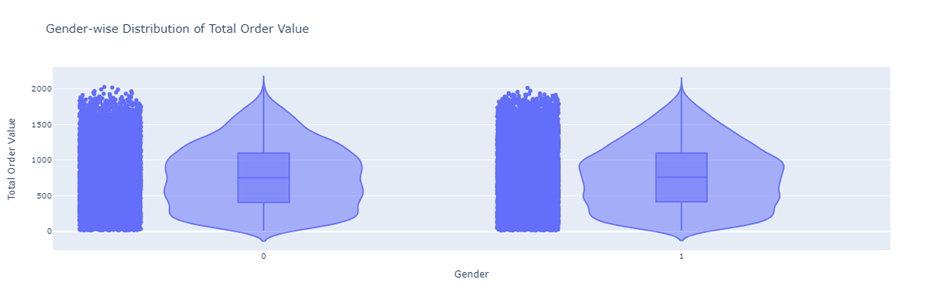 Gender-wise Distribution of Total Order Value
2000
1500
1000
500
0
Total Order Value
0
1
Gender